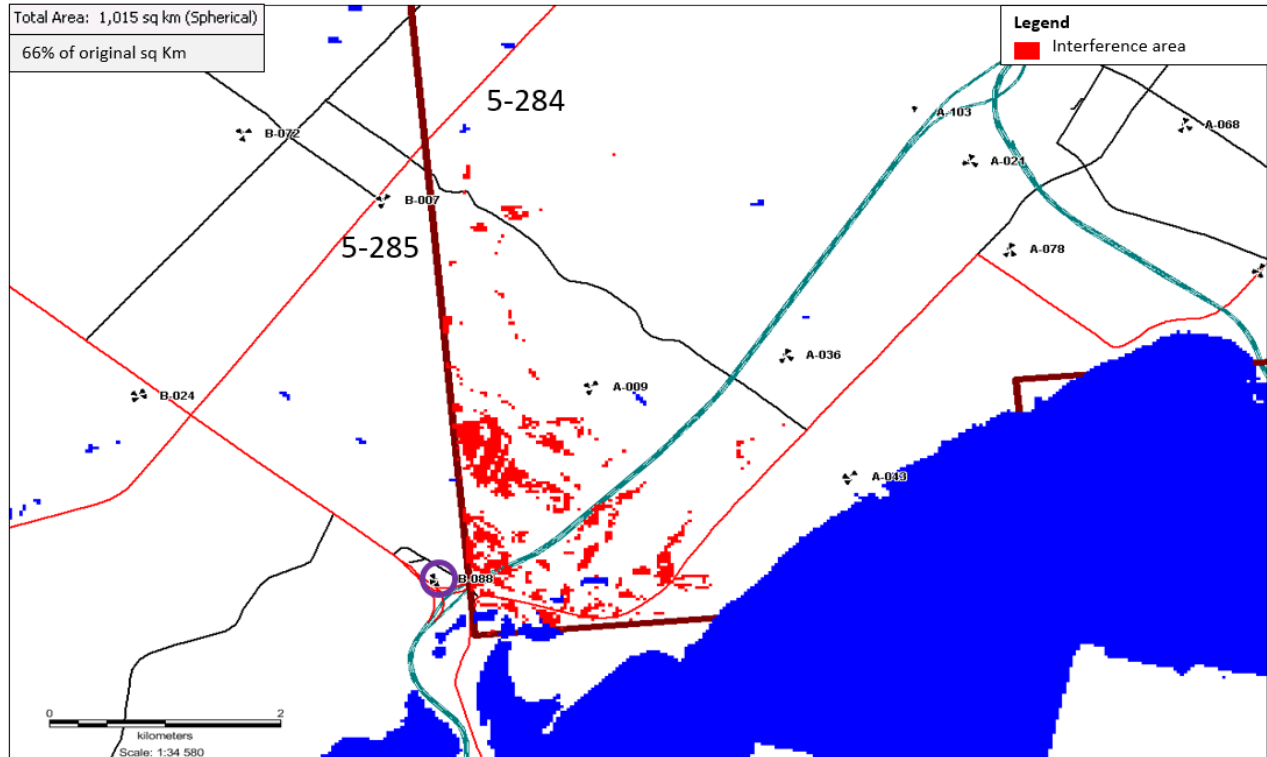 Total Area: 1,015 sq km (Spherical)
66% of original sq Km
Legend
Interference area
5-284
A-103
A-068
B-072
A-021
B-007
5-285
A-078
A-036
A-009
B-024
A-043
B-088
0 2
kilometers
Scale: 1:34 580